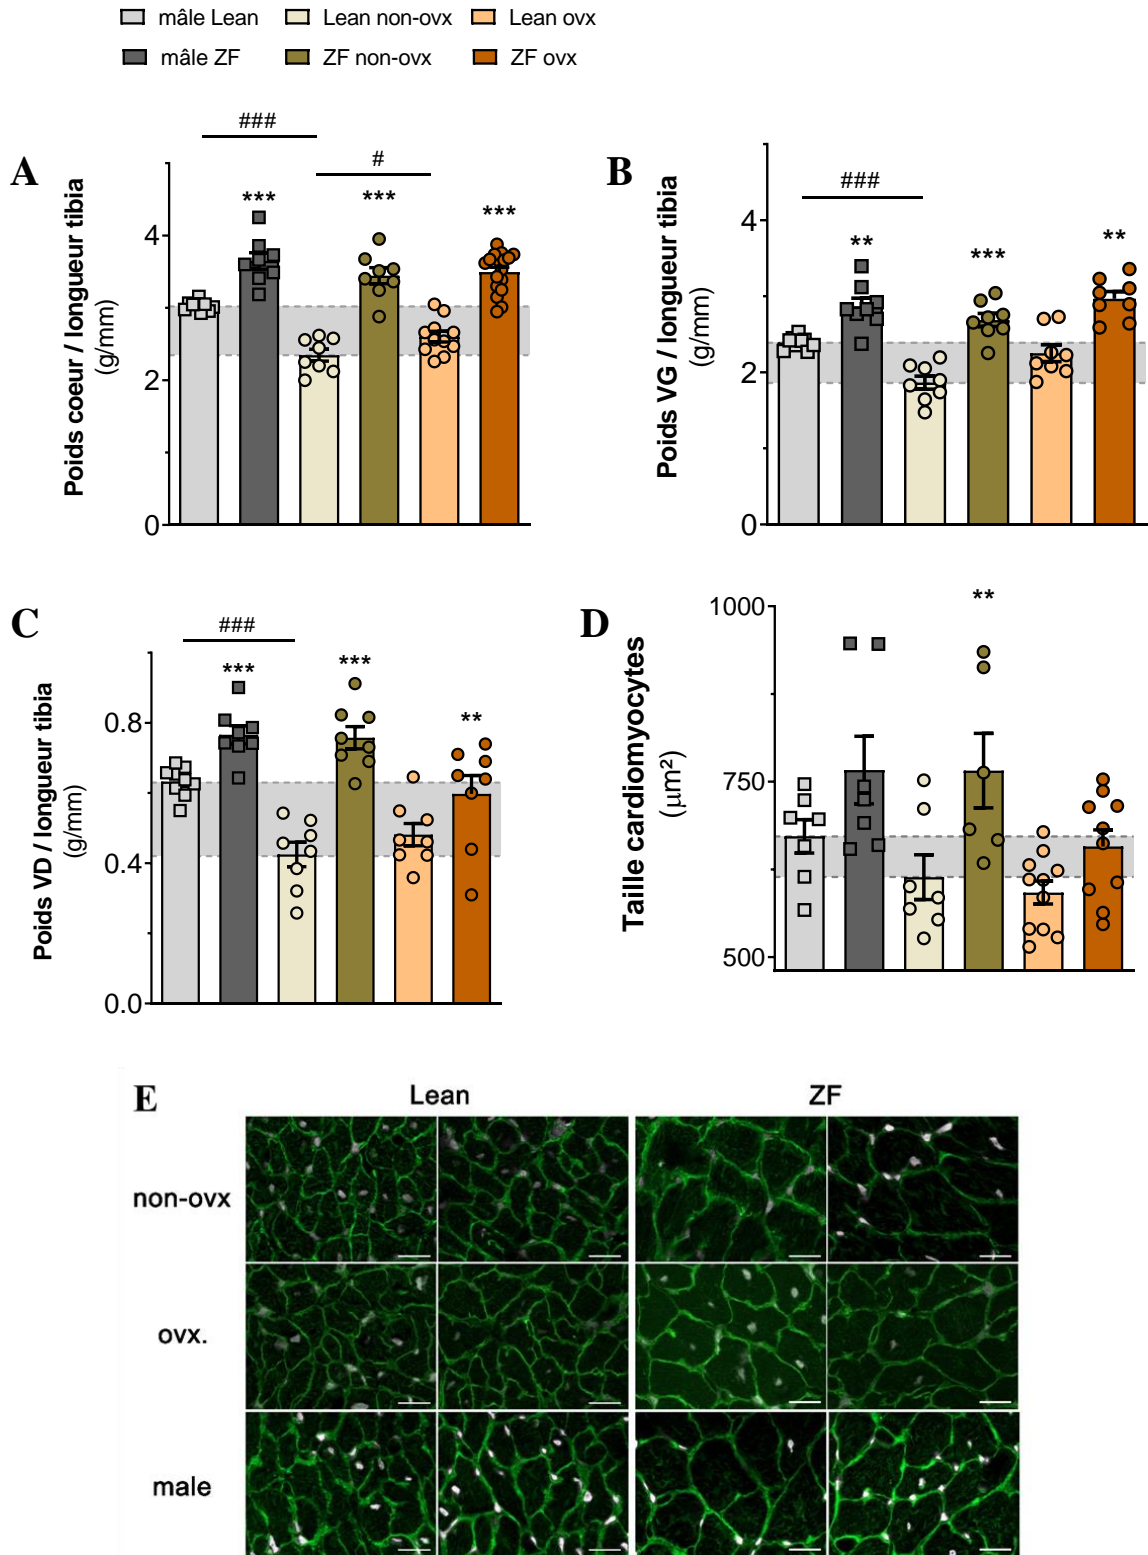 mâle Lean Lean non-ovx Lean ovx
mâle ZF ZF non-ovx ZF ovx
A
Poids coeur / longueur tibia
(g/mm)
###
#
***
***
***
4
2
0
B
Poids VG / longueur tibia
(g/mm)
###
**
***
**
4
2
0
C
Poids VD / longueur tibia
(g/mm)
###
***
***
**
0.8
0.4
0.0
D
Taille cardiomyocytes
(μm²)
**
1000
750
500
E
Lean ZF
non-ovx
ovx.
male